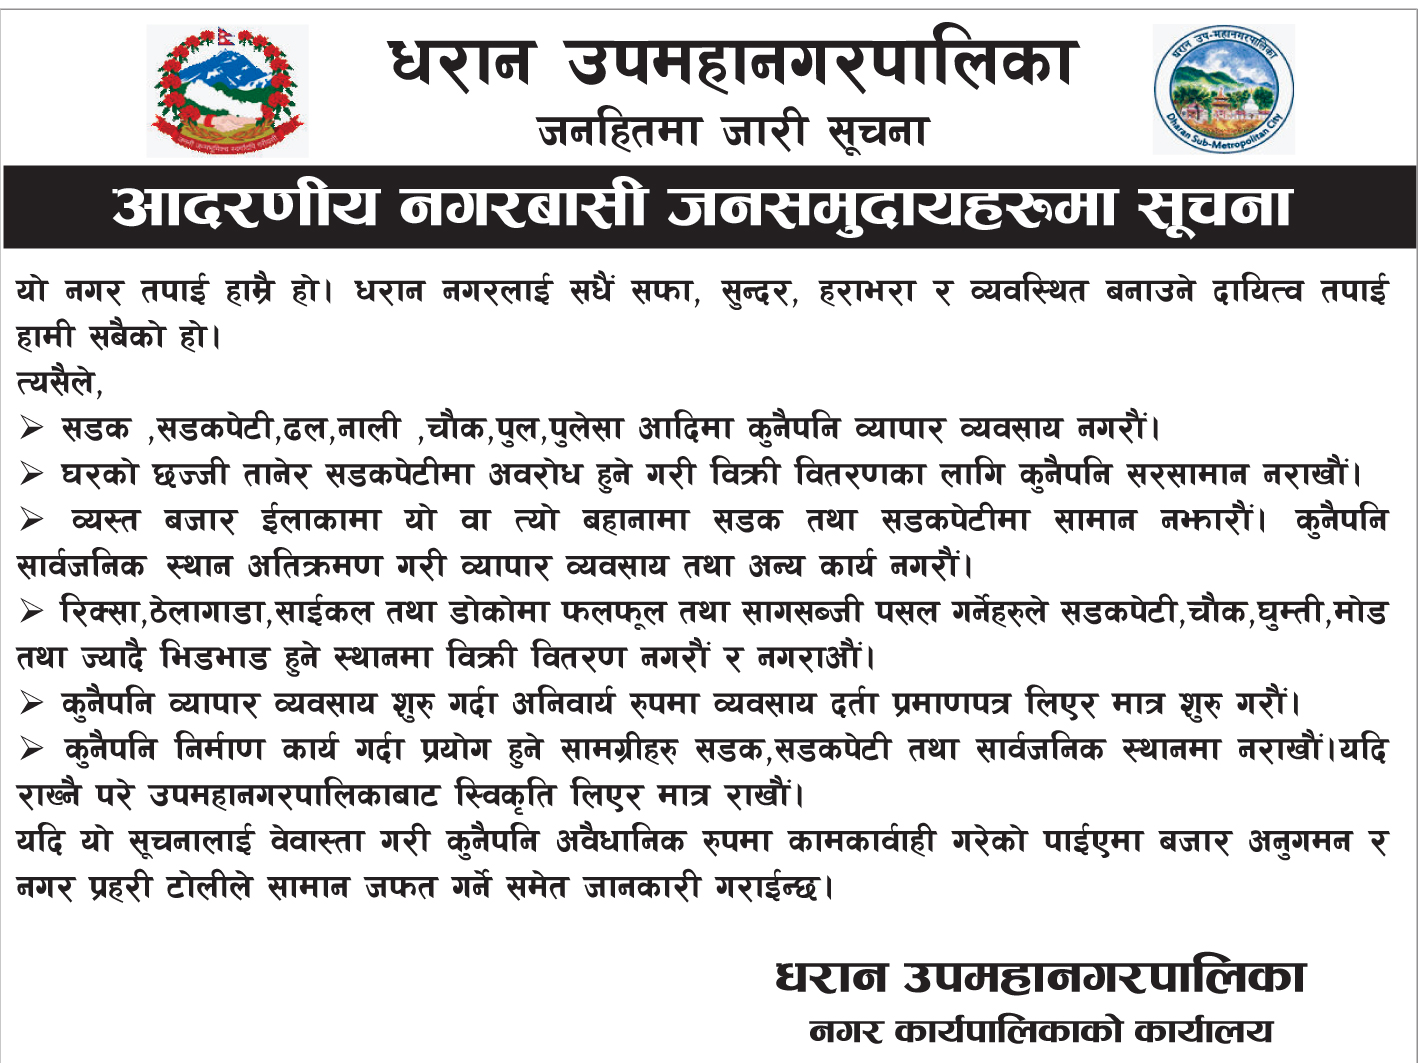 धरान उपमहानगरपालिका
जनहितमा जारी सूचना
धरान उप-महानगरपालिका
Dharan Sub-Metropolitan City
आदरणीय नगरबासी जनसमुदायहरुमा सूचना
यो नगर तपाई हाम्रै हो। धरान नगरलाई सधैं सफा, सुन्दर, हराभरा र व्यवस्थित बनाउने दायित्व तपाई
हामी सबैको हो।
त्यसैले,
➢ सडक ,सडकपेटी,ढल,नाली ,चौक,पुल,पुलेसा आदिमा कुनैपनि व्यापार व्यवसाय नगरौं।
➢ घरको छज्जी तानेर सडकपेटीमा अवरोध हुने गरी विक्री वितरणका लागि कुनैपनि सरसामान नराखौं।
➢ व्यस्त बजार ईलाकामा यो वा त्यो बहानामा सडक तथा सडकपेटीमा सामान नझारौं। कुनैपनि
सार्वजनिक स्थान अतिक्रमण गरी व्यापार व्यवसाय तथा अन्य कार्य नगरौं।
➢ रिक्सा,ठेलागाडा,साईकल तथा डोकोमा फलफूल तथा सागसब्जी पसल गर्नेहरुले सडकपेटी,चौक,घुम्ती,मोड
तथा ज्यादै भिडभाड हुने स्थानमा विक्री वितरण नगरौं र नगराऔं।
➢ कुनैपनि व्यापार व्यवसाय शुरु गर्दा अनिवार्य रुपमा व्यवसाय दर्ता प्रमाणपत्र लिएर मात्र शुरु गरौं।
➢ कुनैपनि निर्माण कार्य गर्दा प्रयोग हुने सामग्रीहरु सडक,सडकपेटी तथा सार्वजनिक स्थानमा नराखौं।यदि
राख्नै परे उपमहानगरपालिकाबाट स्विकृति लिएर मात्र राखौं।
यदि यो सूचनालाई वेवास्ता गरी कुनैपनि अवैधानिक रुपमा कामकार्वाही गरेको पाईएमा बजार अनुगमन र
नगर प्रहरी टोलीले सामान जफत गर्ने समेत जानकारी गराईन्छ।
धरान उपमहानगरपालिका
नगर कार्यपालिकाको कार्यालय